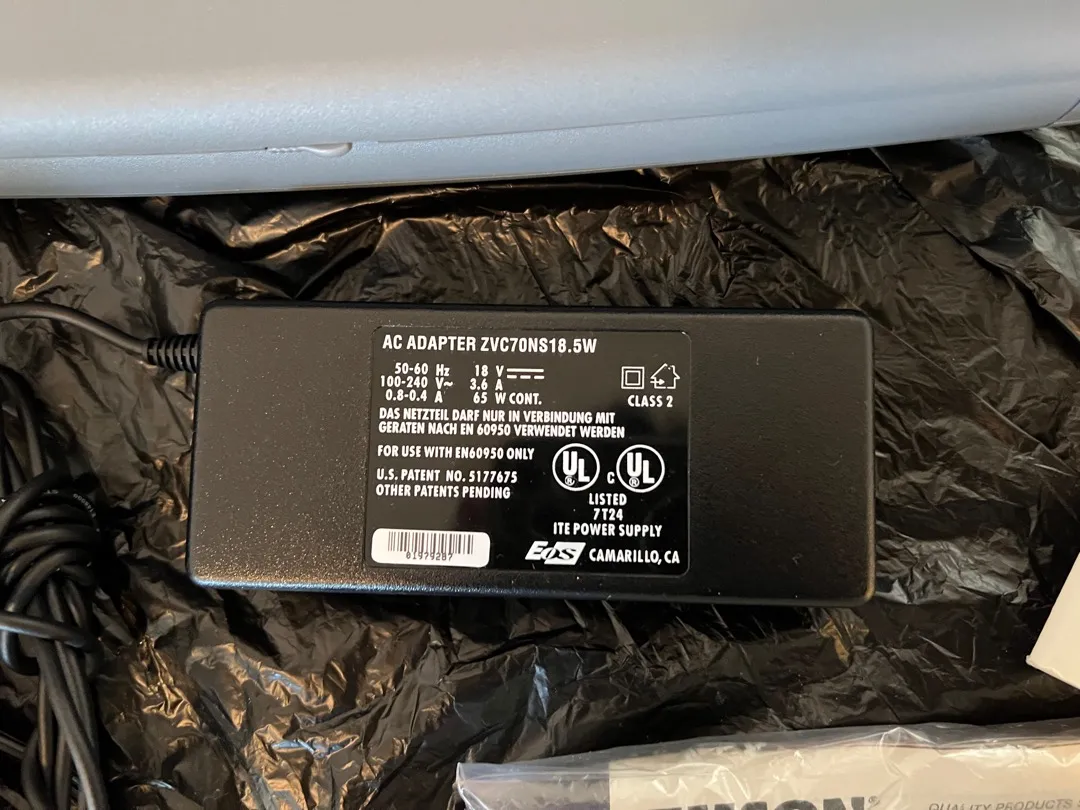 AC ADAPTER ZVC70NS18.5W
50-60 Hz 18 V
100-240 V~ 3.6 A
0.8-0.4 A 65 W CONT.
CLASS 2
DAS NETZTEIL DARF NUR IN VERBINDUNG MIT
GERATEN NACH EN 60950 VERWENDET WERDEN
FOR USE WITH EN60950 ONLY
U.S. PATENT NO. 5177675
OTHER PATENTS PENDING
UL® C UL®
LISTED
7T24
ITE POWER SUPPLY
EOS CAMARILLO, CA
01979287
QUALITY PRODUCTS